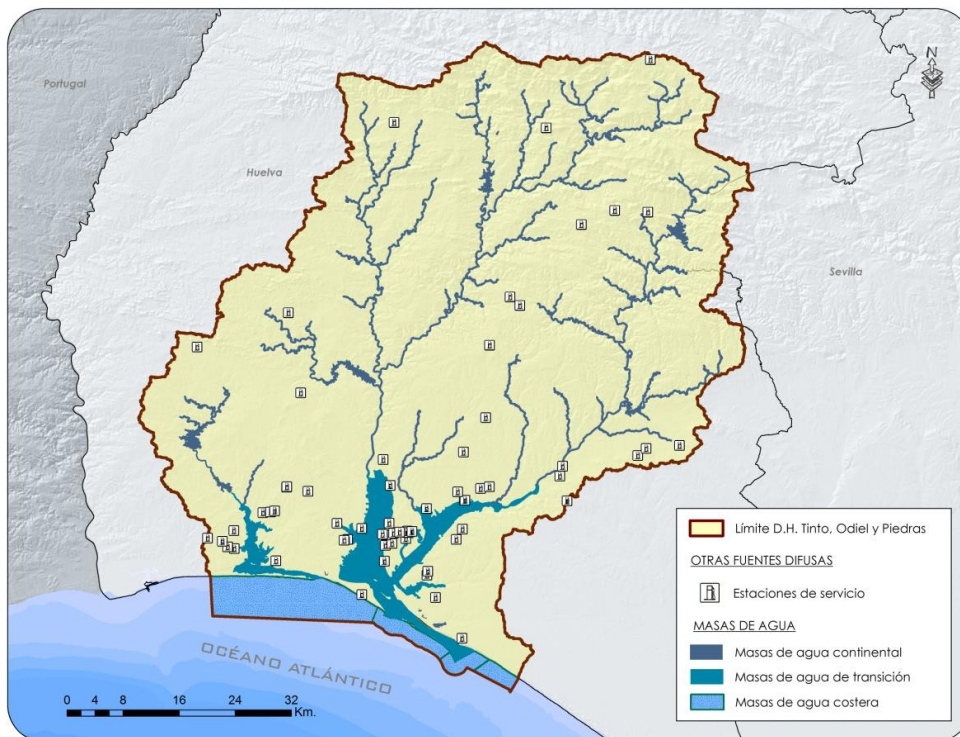 Portugal
N
Huelva
Sevilla
OCÉANO ATLÁNTICO
0 4 8 16 24 32
Km.
Límite D.H. Tinto, Odiel y Piedras
OTRAS FUENTES DIFUSAS
Estaciones de servicio
MASAS DE AGUA
Masas de agua continental
Masas de agua de transición
Masas de agua costera